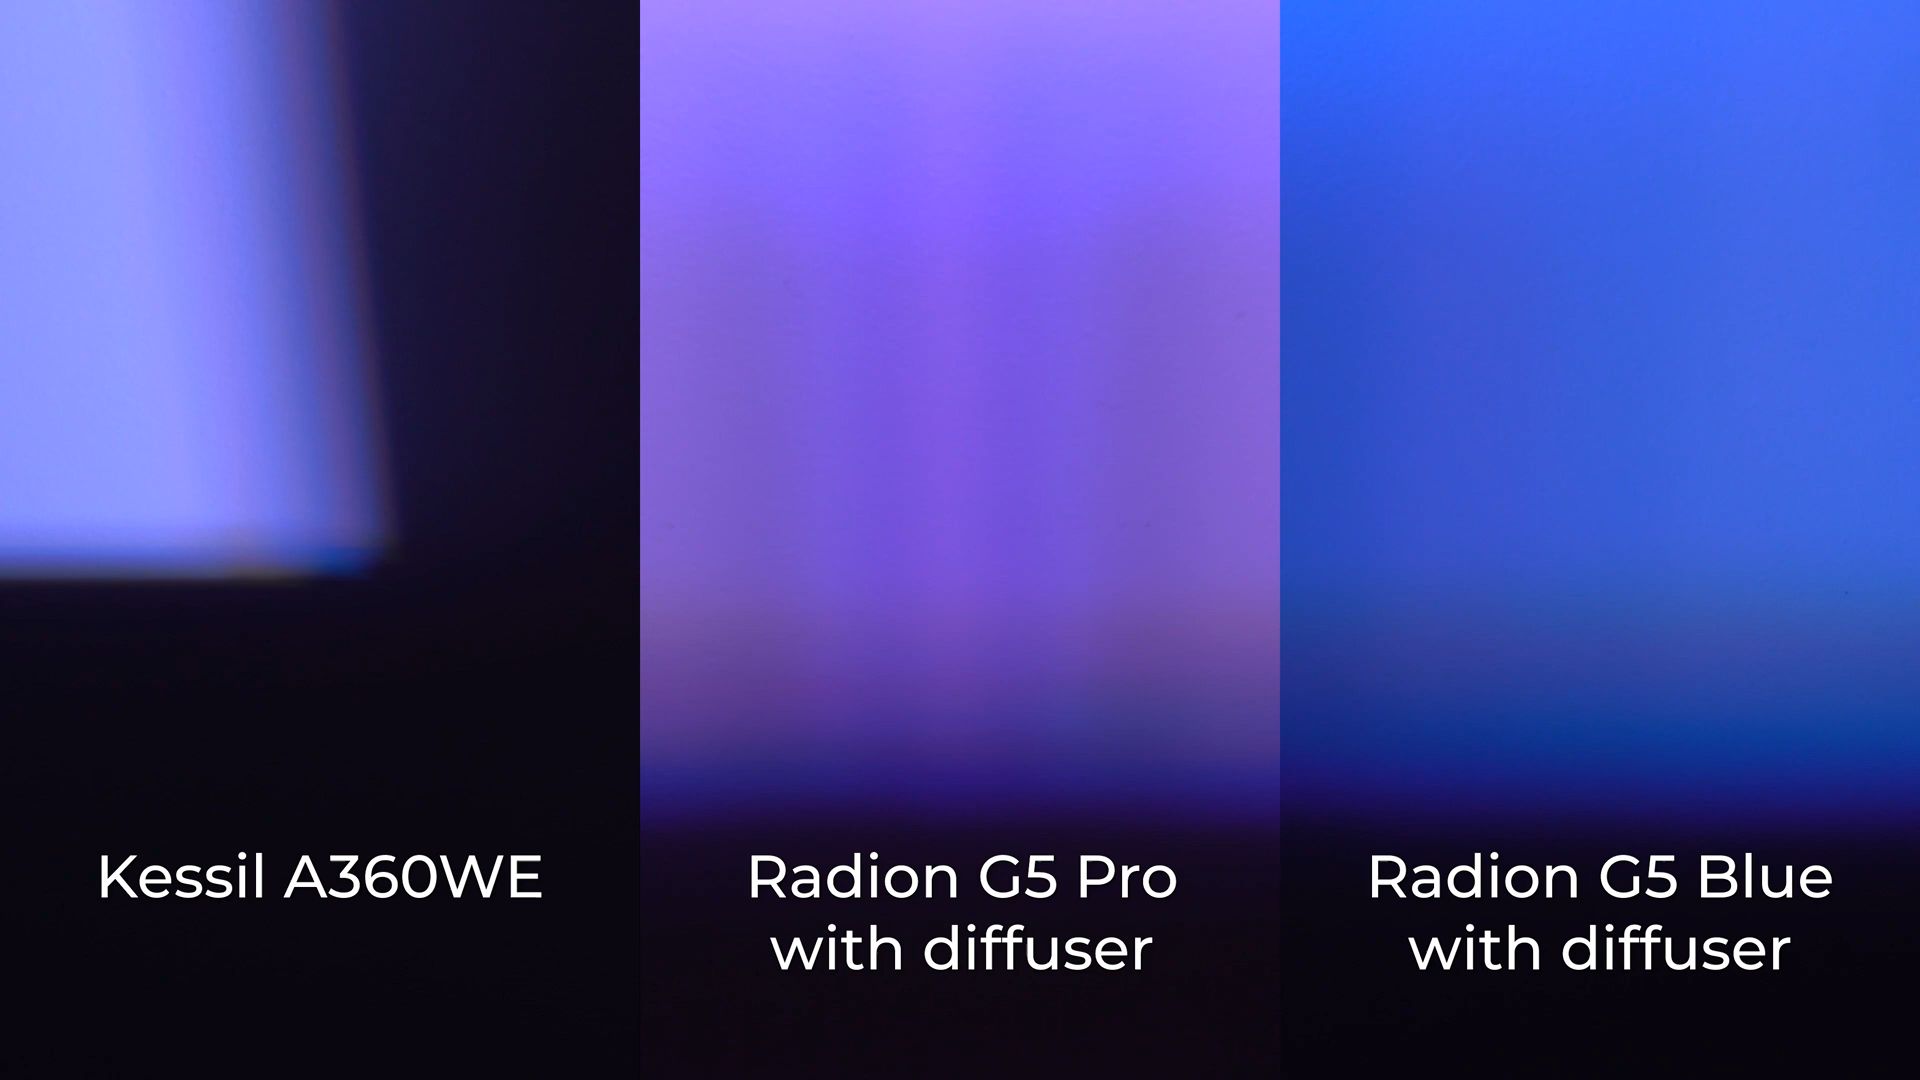 Kessil A360WE
Radion G5 Pro
with diffuser
Radion G5 Blue
with diffuser